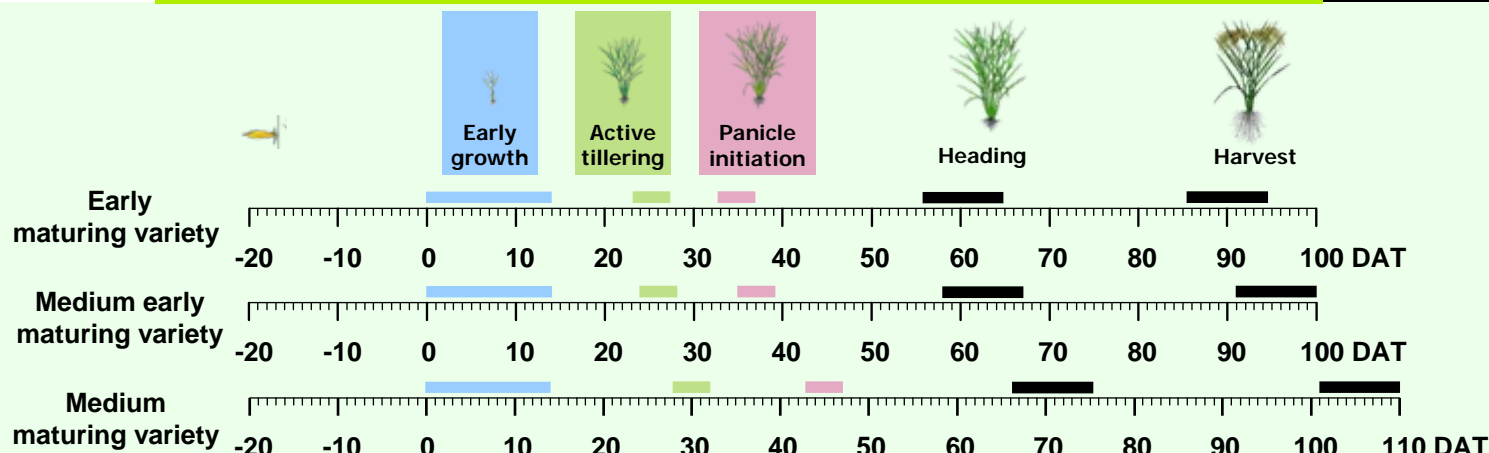 Early
growth
Active
tillering
Panicle
initiation
Heading
Harvest
Early
maturing variety
-20 -10 0 10 20 30 40 50 60 70 80 90 100 DAT
Medium early
maturing variety
-20 -10 0 10 20 30 40 50 60 70 80 90 100 DAT
Medium
maturing variety
-20 -10 0 10 20 30 40 50 60 70 80 90 100 110 DAT